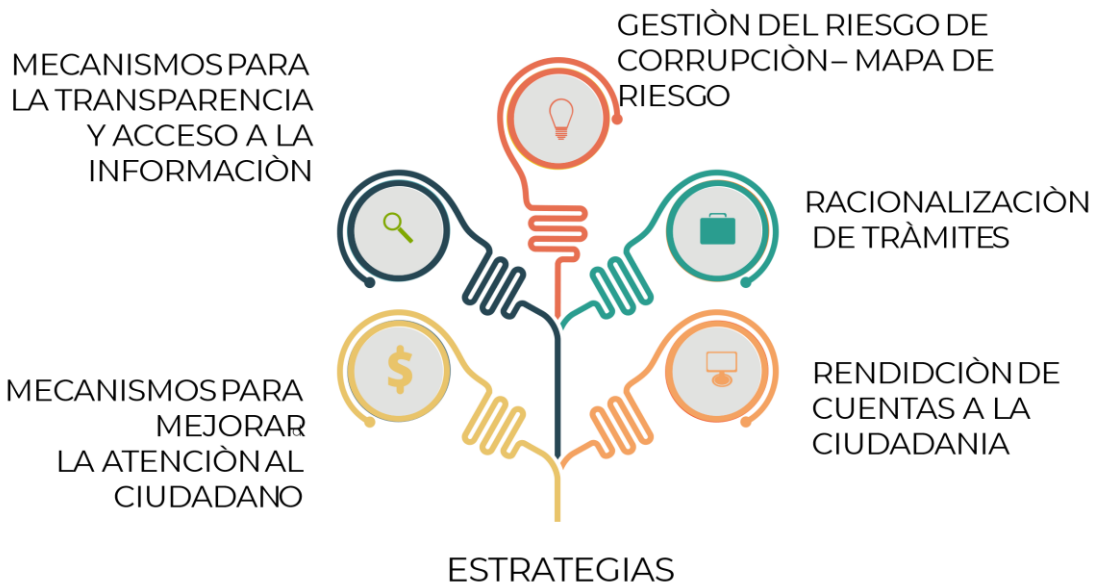 MECANISMOS PARA
LA TRANSPARENCIA
Y ACCESO A LA
INFORMACIÒN
GESTIÒN DEL RIESGO DE
CORRUPCIÒN – MAPA DE
RIESGO
RACIONALIZACIÒN
DE TRÀMITES
MECANISMOS PARA
MEJORAR
LA ATENCIÒN AL
CIUDADANO
RENDIDCIÒN DE
CUENTAS A LA
CIUDADANIA
ESTRATEGIAS